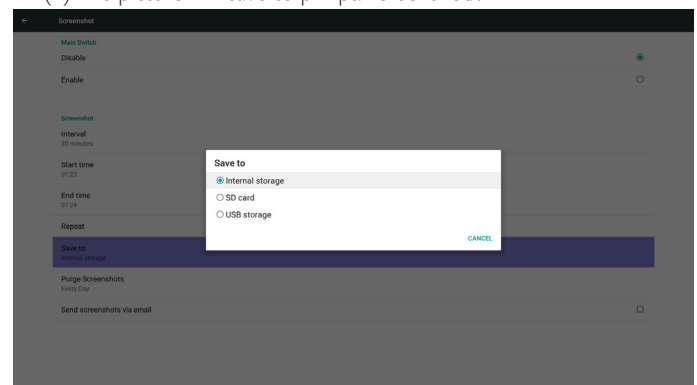 Screenshot
Main Switch
Disable
Enable
Screenshot
Interval
30 minutes
Start time
01:23
End time
01:24
Repeat
Save to
Internal storage
Purge Screenshots
Every Day
Send screenshots via email
Save to
Internal storage
SD card
USB storage
CANCEL